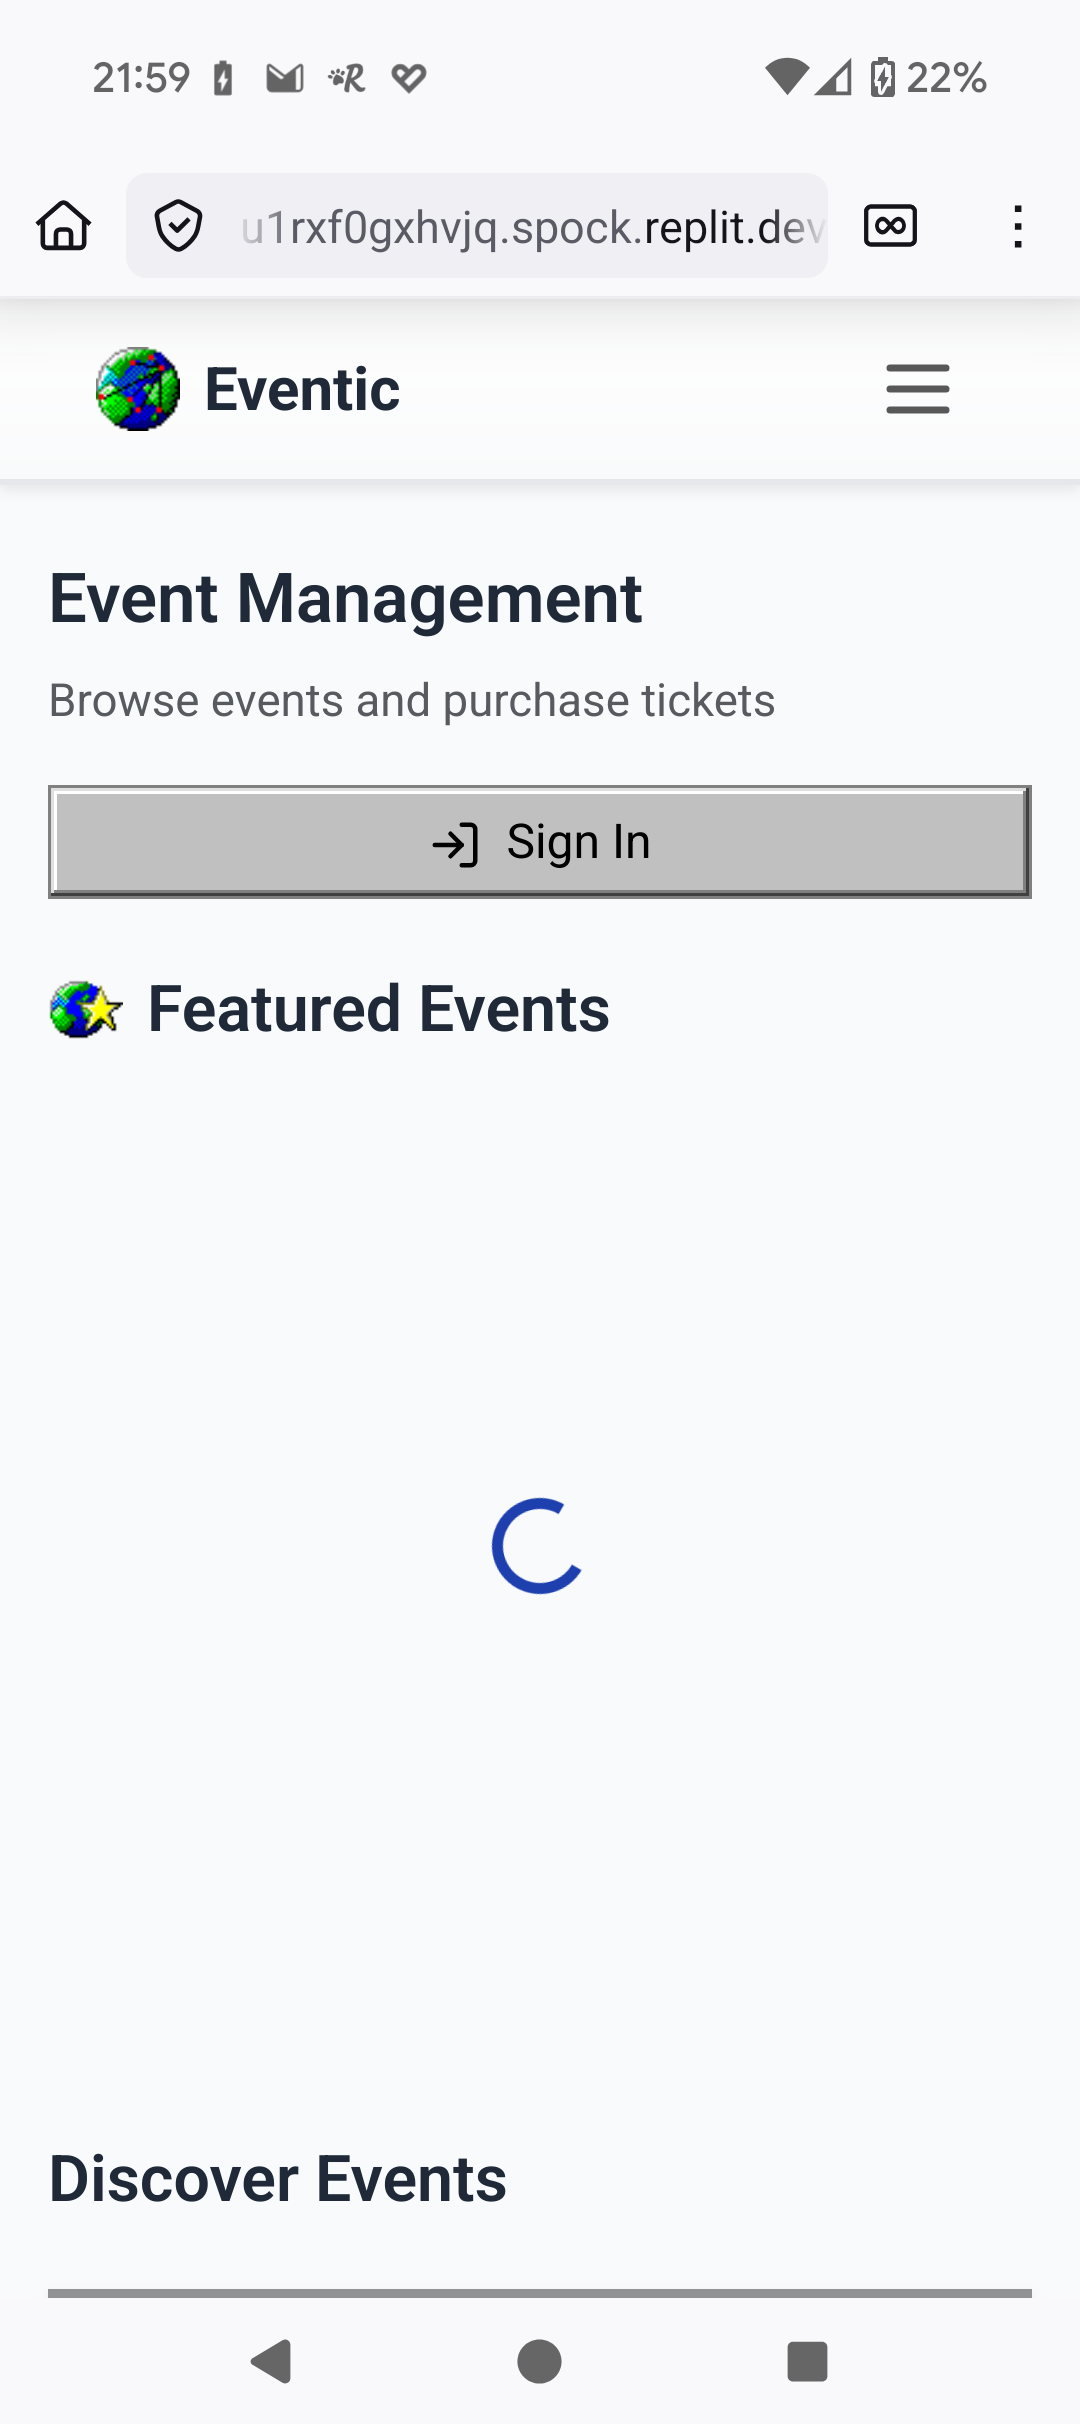 21:59
22%
u1rxf0gxhvjq.spock.replit.dev
Eventic
Event Management
Browse events and purchase tickets
Sign In
Featured Events
Discover Events